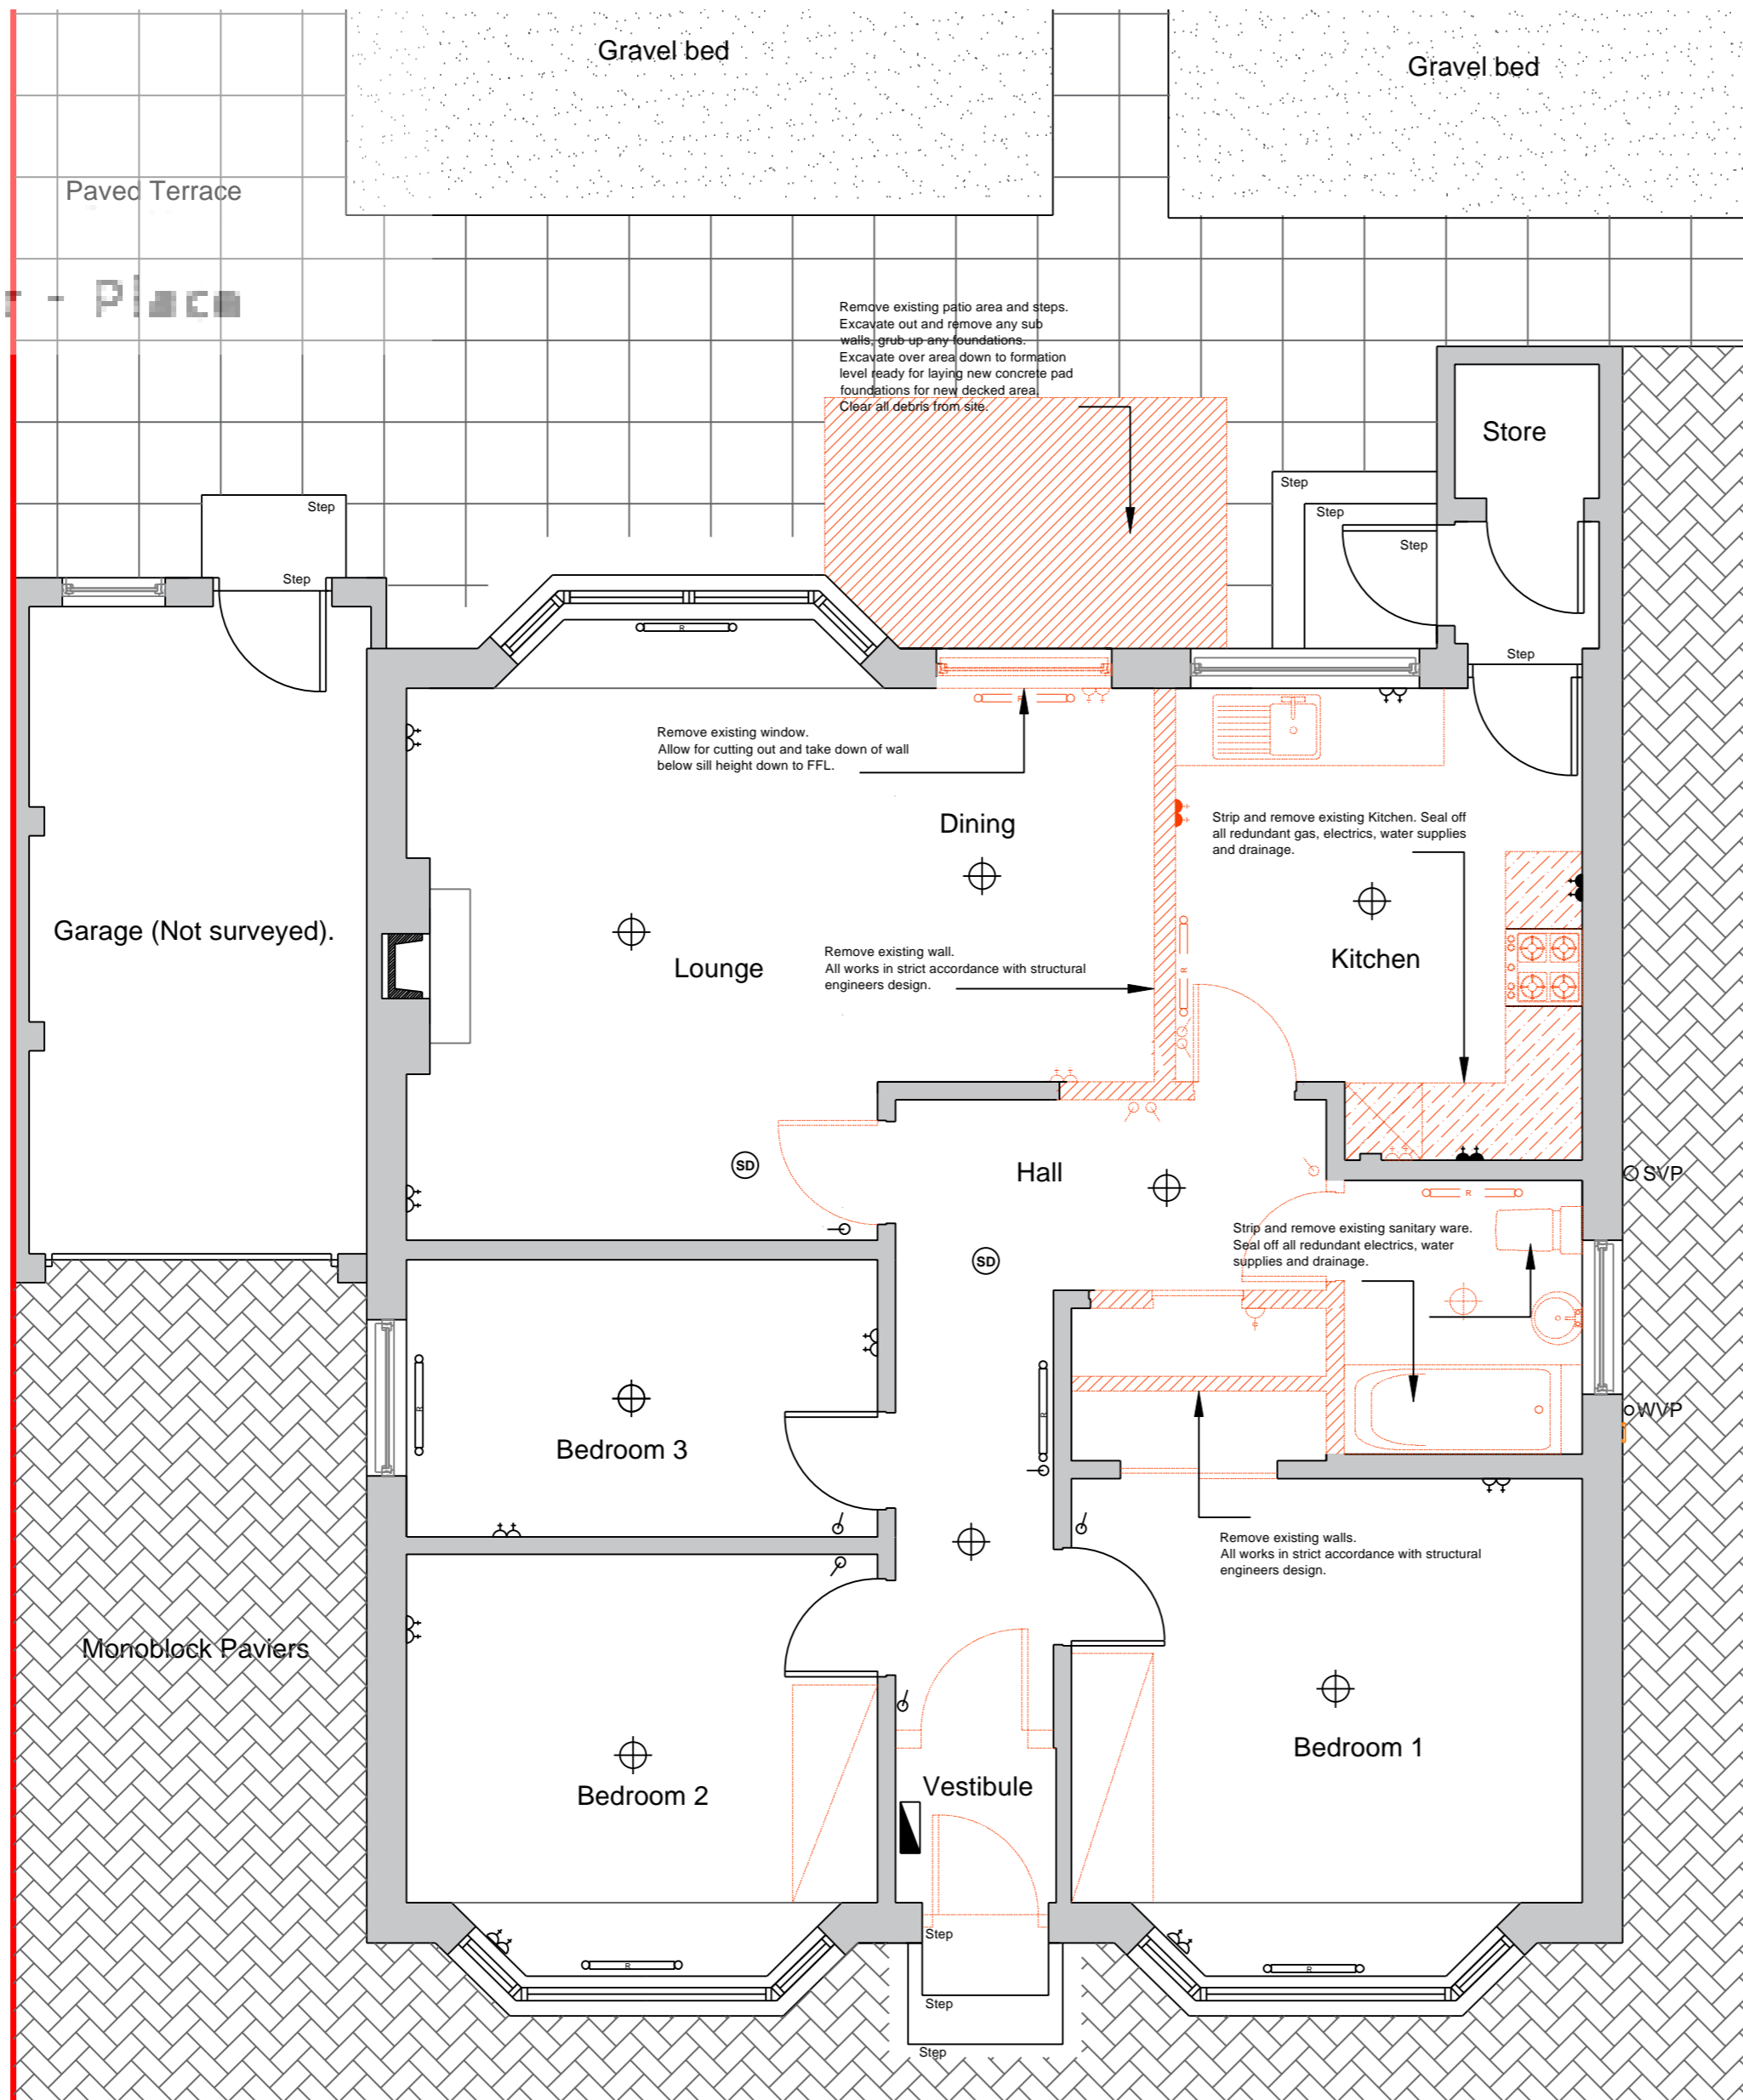 Gravel bed
Gravel bed
Paved Terrace
r - Place
Remove existing patio area and steps.
Excavate out and remove any sub
walls, grub up any foundations.
Excavate over area down to formation
level ready for laying new concrete pad
foundations for new decked area.
Clear all debris from site.
Store
Step
Step
Step
Step
Step
Step
R
R
Remove existing window.
Allow for cutting out and take down of wall
below sill height down to FFL.
Dining
Strip and remove existing Kitchen. Seal off
all redundant gas, electrics, water supplies
and drainage.
Garage (Not surveyed).
Lounge
Remove existing wall.
All works in strict accordance with structural
engineers design.
Kitchen
R
SD
Hall
SVP
R
Strip and remove existing sanitary ware.
Seal off all redundant electrics, water
supplies and drainage.
SD
R
R
WVP
Bedroom 3
Remove existing walls.
All works in strict accordance with structural
engineers design.
Monoblock Paviers
Bedroom 1
Vestibule
Bedroom 2
Step
R
R
Step
Step